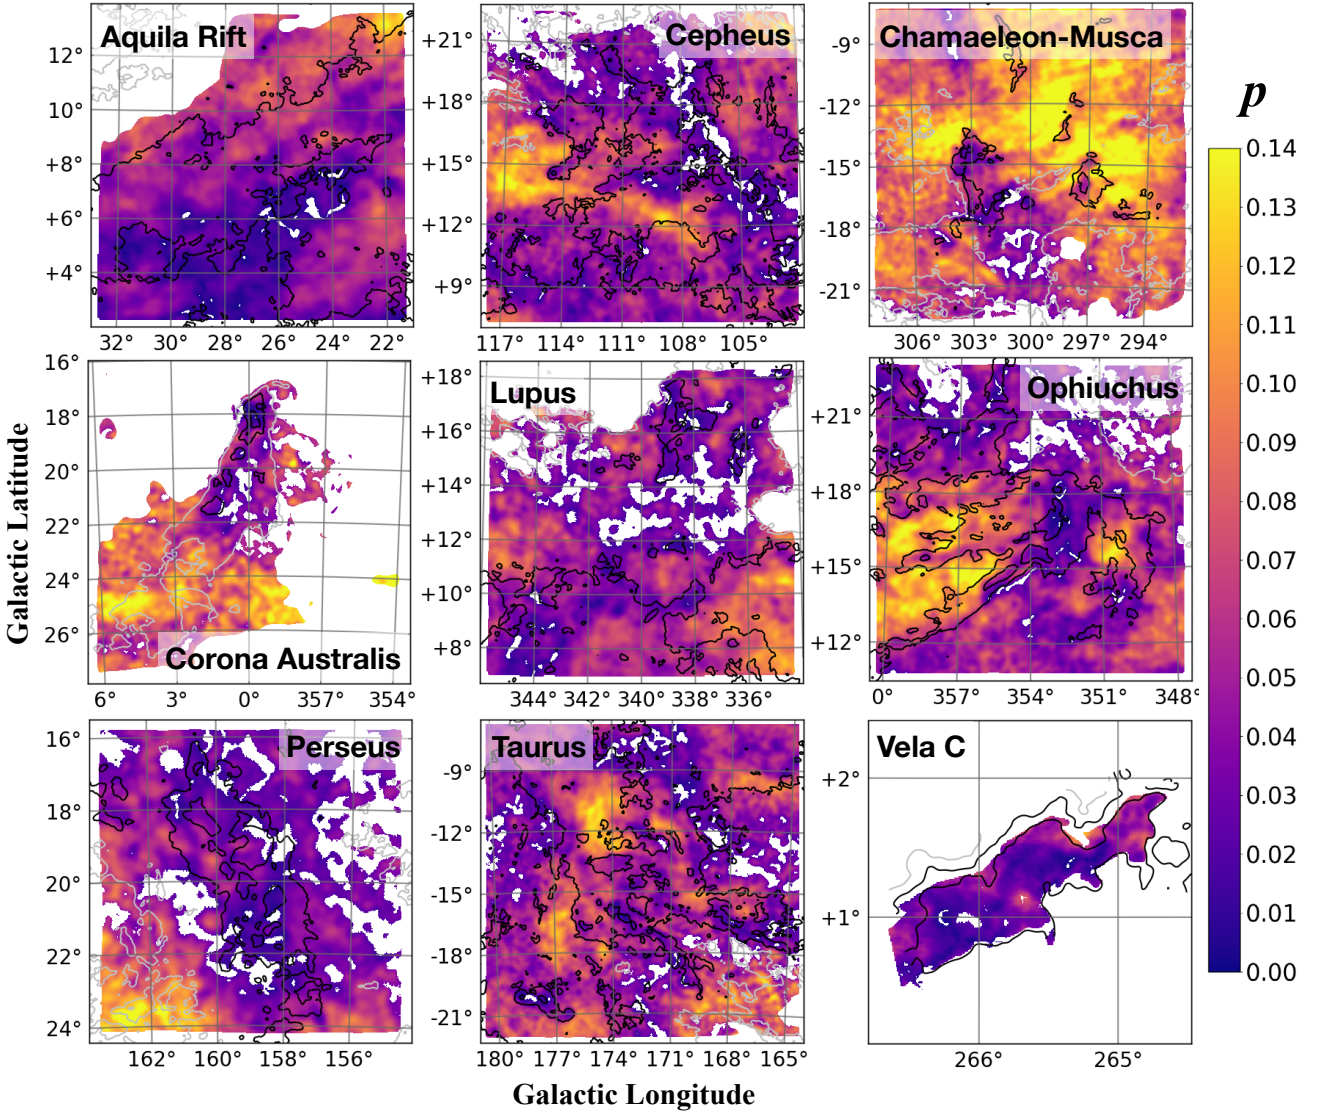 Aquila Rift
12°
10°
+8°
+6°
+4°
32 30 28 26 24 22°
Cepheus
+21°
+18°
+15°
+12°
+9°
117° 114° 111° 108° 105°
Chamaeleon-Musca
-9°
-12°
-15°
-18°
-21°
306° 303° 300° 297° 294°
p
0.14
0.13
0.12
0.11
0.10
0.09
0.08
0.07
0.06
0.05
0.04
0.03
0.02
0.01
0.00
Galactic Latitude
16°
18°
20°
22°
24°
26°
Corona Australis
6° 3° 0° 357° 354°
Lupus
+18°
+16°
+14°
+12°
+10°
+8°
344° 342° 340° 338° 336°
Ophiuchus
+21°
+18°
+15°
+12°
0° 357° 354° 351° 348°
Perseus
16°
18°
20°
22°
24°
162° 160° 158° 156°
Taurus
-9°
-12°
-15°
-18°
-21°
180° 177° 174° 171° 168° 165°
Vela C
+2°
+1°
266° 265°
Galactic Longitude